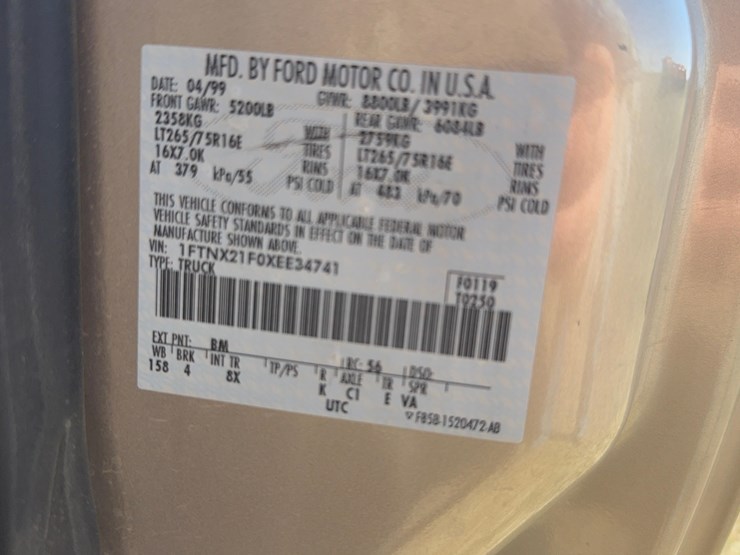 MFD. BY FORD MOTOR CO. IN U.S.A.
DATE: 04/99 GVWR: 8800LB/3991KG
FRONT GAWR: 5200LB REAR GAWR: 6084LB
2358KG WITH 2759KG WITH
LT265/75R16E TIRES LT265/75R16E TIRES
16X7.0K RIMS 16X7.0K RIMS
AT 379 kPa/55 PSI COLD AT 483 kPa/70 PSI COLD
THIS VEHICLE CONFORMS TO ALL APPLICABLE FEDERAL MOTOR
VEHICLE SAFETY STANDARDS IN EFFECT ON THE DATE OF
MANUFACTURE SHOWN ABOVE.
VIN: 1FTNX21F0XEE34741
TYPE: TRUCK
F0119
T0250
EXT PNT: BM RC: 56 DSO:
WB BRK INT TR TP/PS R AXLE TR SPR
158 4 8X K C1 E VA
UTC
F85B-1520472-AB